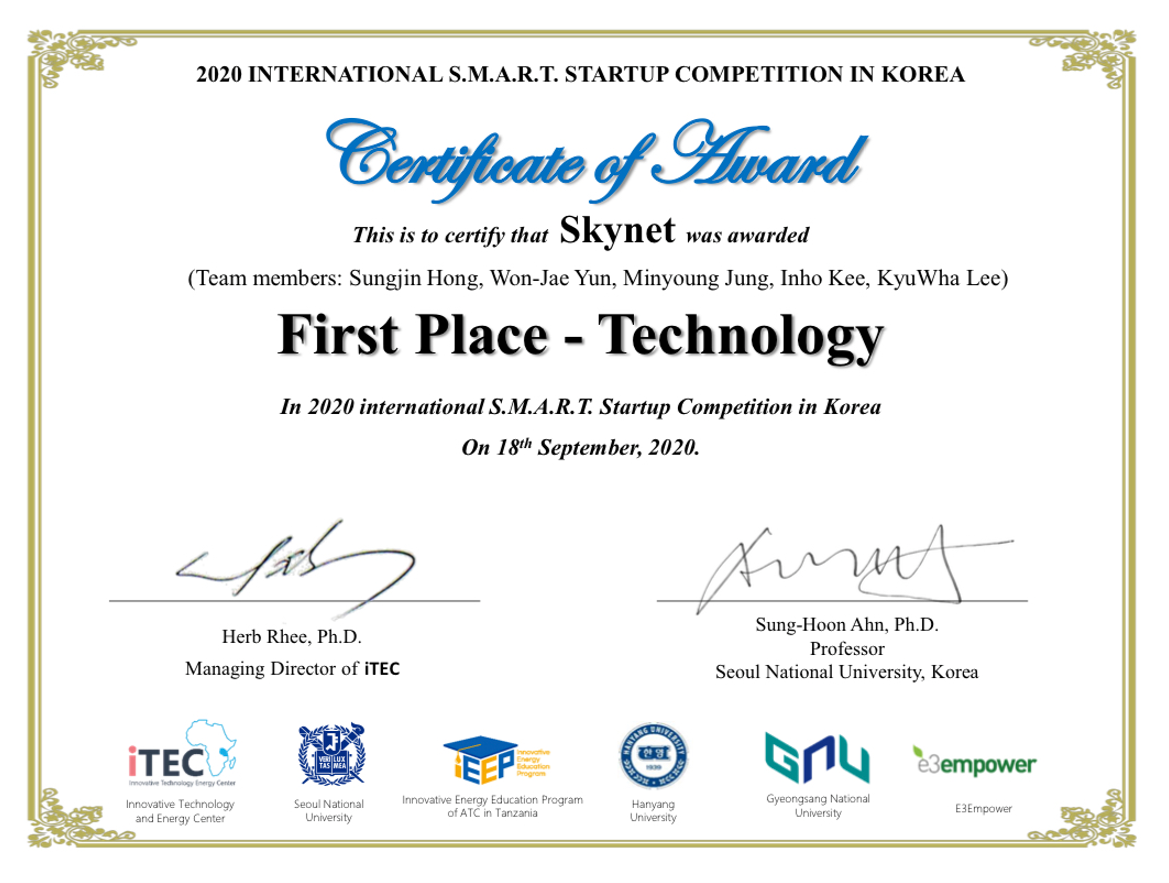 2020 INTERNATIONAL S.M.A.R.T. STARTUP COMPETITION IN KOREA
Certificate of Award
This is to certify that Skynet was awarded
(Team members: Sungjin Hong, Won-Jae Yun, Minyoung Jung, Inho Kee, KyuWha Lee)
First Place - Technology
In 2020 international S.M.A.R.T. Startup Competition in Korea
On 18th September, 2020.
Herb Rhee, Ph.D.
Managing Director of iTEC
Sung-Hoon Ahn, Ph.D.
Professor
Seoul National University, Korea
iTEC
Innovative Technology Energy Center
Innovative Technology
and Energy Center
VERI LUX
TAS MEA
Seoul National
University
iEEP
Innovative
Energy
Education
Program
Innovative Energy Education Program
of ATC in Tanzania
HANYANG UNIVERSITY
한양
1939
Hanyang
University
GNU
Gyeongsang National
University
e3empower
E3Empower